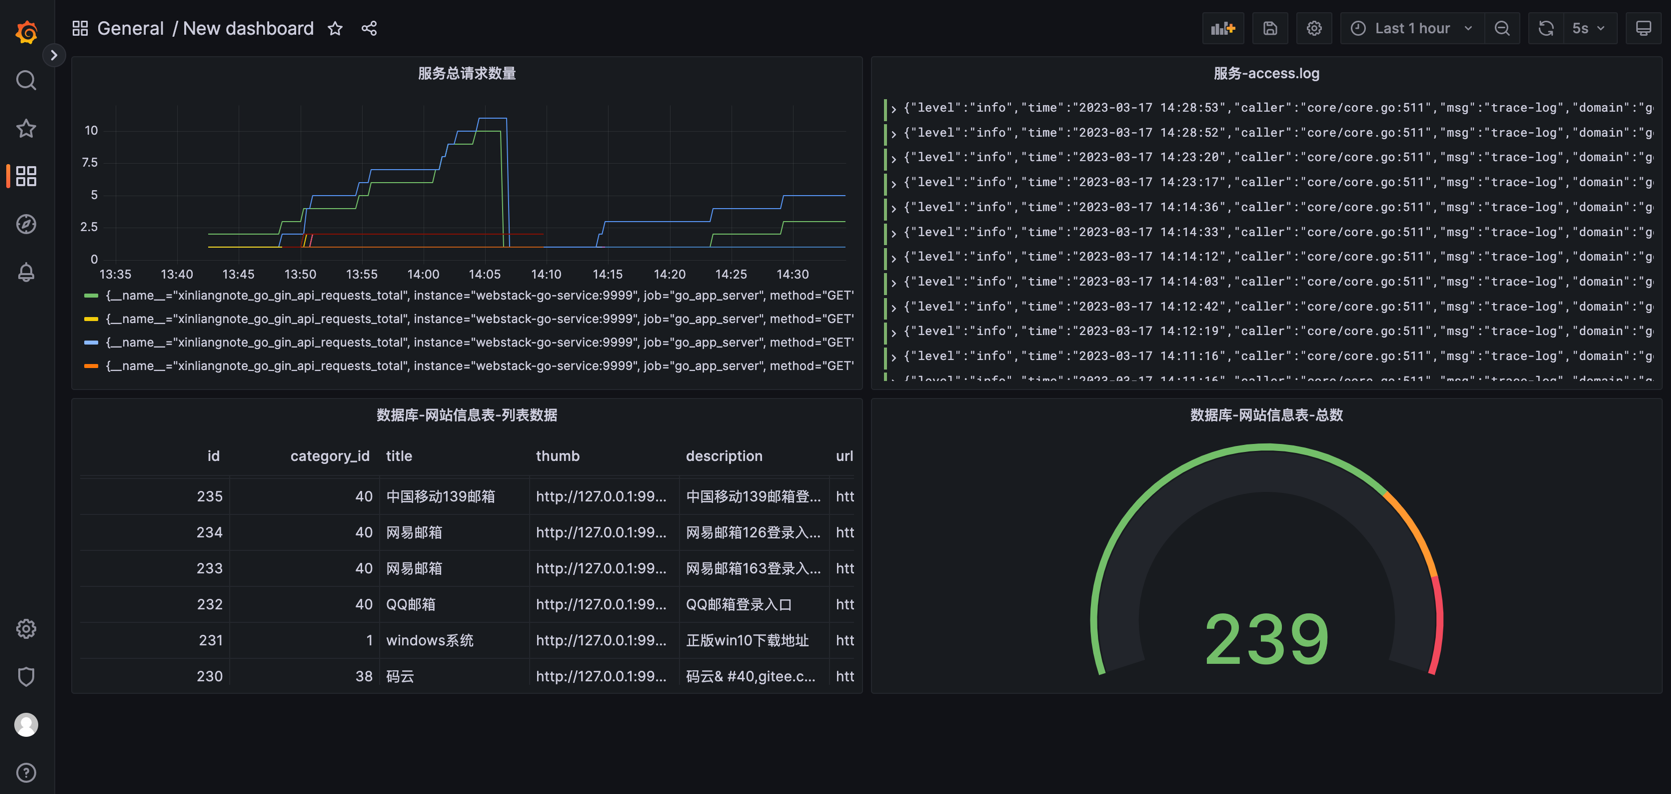 General / New dashboard
Last 1 hour
5s
服务总请求数量
10
7.5
5
2.5
0
13:35 13:40 13:45 13:50 13:55 14:00 14:05 14:10 14:15 14:20 14:25 14:30
{__name__="xinliangnote_go_gin_api_requests_total", instance="webstack-go-service:9999", job="go_app_server", method="GET"
{__name__="xinliangnote_go_gin_api_requests_total", instance="webstack-go-service:9999", job="go_app_server", method="GET"
{__name__="xinliangnote_go_gin_api_requests_total", instance="webstack-go-service:9999", job="go_app_server", method="GET"
{__name__="xinliangnote_go_gin_api_requests_total", instance="webstack-go-service:9999", job="go_app_server", method="GET"
服务-access.log
{"level":"info","time":"2023-03-17 14:28:53","caller":"core/core.go:511","msg":"trace-log","domain":"g
{"level":"info","time":"2023-03-17 14:28:52","caller":"core/core.go:511","msg":"trace-log","domain":"g
{"level":"info","time":"2023-03-17 14:23:20","caller":"core/core.go:511","msg":"trace-log","domain":"g
{"level":"info","time":"2023-03-17 14:23:17","caller":"core/core.go:511","msg":"trace-log","domain":"g
{"level":"info","time":"2023-03-17 14:14:36","caller":"core/core.go:511","msg":"trace-log","domain":"g
{"level":"info","time":"2023-03-17 14:14:33","caller":"core/core.go:511","msg":"trace-log","domain":"g
{"level":"info","time":"2023-03-17 14:14:12","caller":"core/core.go:511","msg":"trace-log","domain":"g
{"level":"info","time":"2023-03-17 14:14:03","caller":"core/core.go:511","msg":"trace-log","domain":"g
{"level":"info","time":"2023-03-17 14:12:42","caller":"core/core.go:511","msg":"trace-log","domain":"g
{"level":"info","time":"2023-03-17 14:12:19","caller":"core/core.go:511","msg":"trace-log","domain":"g
{"level":"info","time":"2023-03-17 14:11:16","caller":"core/core.go:511","msg":"trace-log","domain":"g
{"level":"info","time":"2023-03-17 14:11:16","caller":"core/core.go:511","msg":"trace-log","domain":"g
数据库-网站信息表-列表数据
id category_id title thumb description url
235 40 中国移动139邮箱 http://127.0.0.1:99... 中国移动139邮箱登... htt
234 40 网易邮箱 http://127.0.0.1:99... 网易邮箱126登录入... htt
233 40 网易邮箱 http://127.0.0.1:99... 网易邮箱163登录入... htt
232 40 QQ邮箱 http://127.0.0.1:99... QQ邮箱登录入口 htt
231 1 windows系统 http://127.0.0.1:99... 正版win10下载地址 htt
230 38 码云 http://127.0.0.1:99... 码云& #40,gitee.c... htt
数据库-网站信息表-总数
239